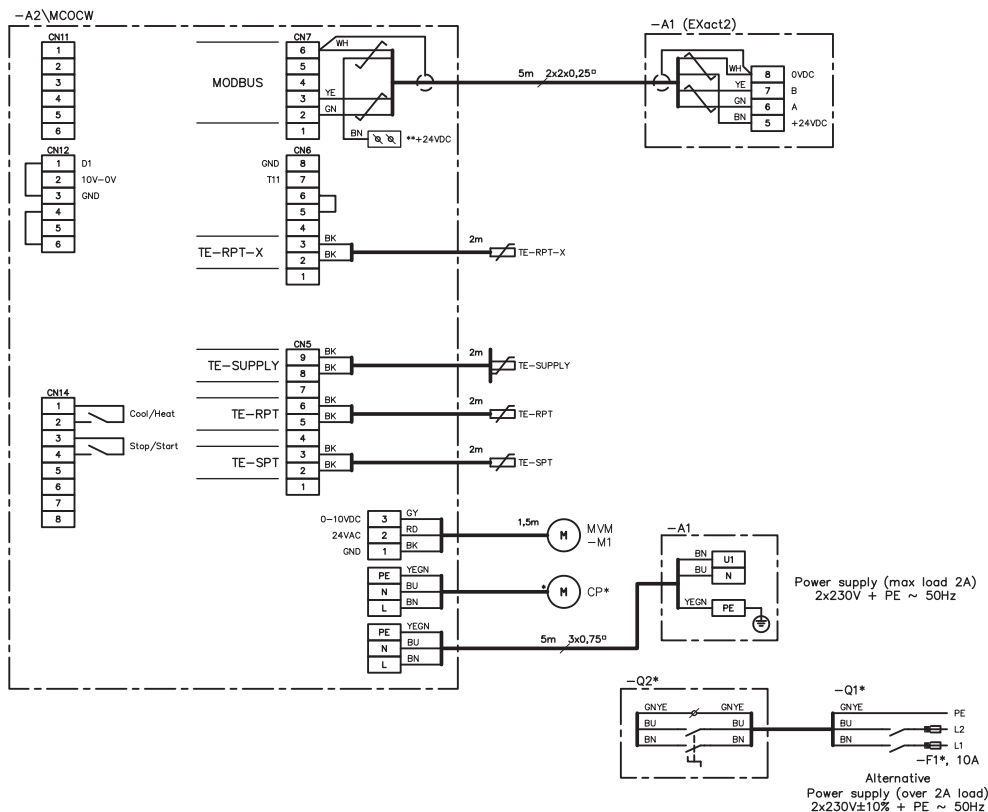 -A2\MCOCW
CN11
1
2
3
4
5
6
CN12
1 D1
2 10V-0V
3 GND
4
5
6
CN14
1
2 Cool/Heat
3
4 Stop/Start
5
6
7
8
MODBUS
CN7
6 WH
5
4
3 YE
2 GN
1
BN **+24VDC
5m 2x2x0,25¤
-A1 (EXact2)
WH 8 0VDC
YE 7 B
GN 6 A
BN 5 +24VDC
CN6
GND 8
T11 7
6
5
4
TE-RPT-X
3 BK
2 BK
1
2m
TE-RPT-X
CN5
TE-SUPPLY
9 BK
8 BK
7
2m
TE-SUPPLY
TE-RPT
6 BK
5 BK
4
2m
TE-RPT
TE-SPT
3 BK
2 BK
1
2m
TE-SPT
0-10VDC 3 GY
24VAC 2 RD
GND 1 BK
1,5m
M
MVM
-M1
PE YEGN
N BU
L BN
*
M
CP*
PE YEGN
N BU
L BN
5m 3x0,75¤
-A1
BN U1
BU N
YEGN PE
Power supply (max load 2A)
2x230V + PE ~ 50Hz
-Q2*
GNYE GNYE
BU BU
BN BN
-Q1*
GNYE PE
BU L2
BN L1
-F1*, 10A
Alternative
Power supply (over 2A load)
2x230V±10% + PE ~ 50Hz